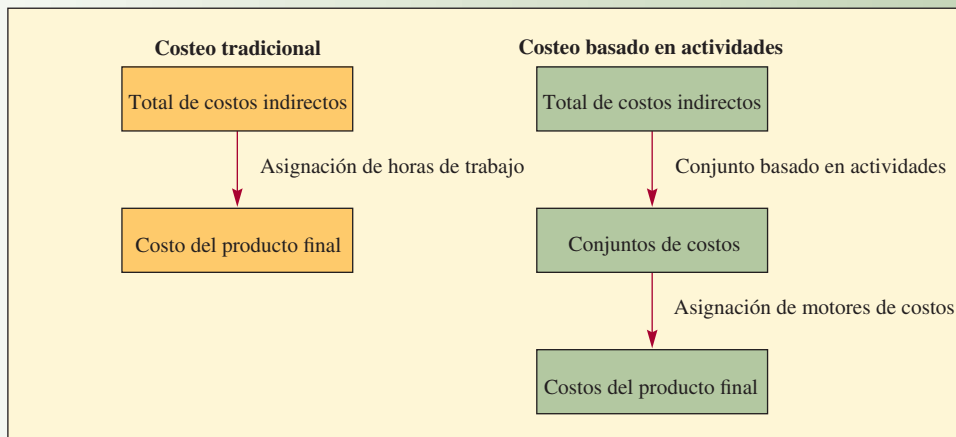 Costeo tradicional
Total de costos indirectos
Asignación de horas de trabajo
Costo del producto final
Costeo basado en actividades
Total de costos indirectos
Conjunto basado en actividades
Conjuntos de costos
Asignación de motores de costos
Costos del producto final